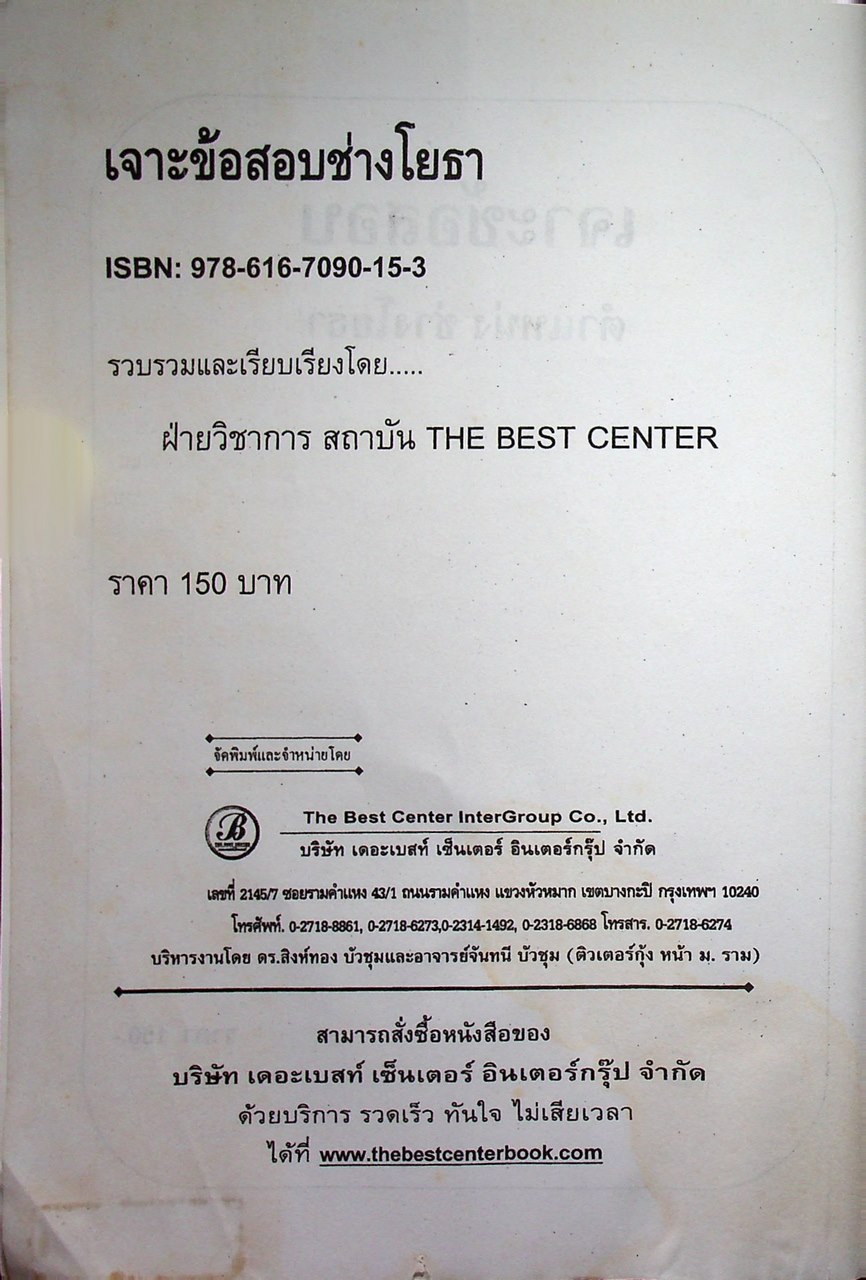 เจาะข้อสอบช่างโยธา
ISBN: 978-616-7090-15-3
รวบรวมและเรียบเรียงโดย.....
ฝ่ายวิชาการ สถาบัน THE BEST CENTER
ราคา 150 บาท
จัดพิมพ์และจำหน่ายโดย
The Best Center InterGroup Co., Ltd.
บริษัท เดอะเบสท์ เซ็นเตอร์ อินเตอร์กรุ๊ป จำกัด
เลขที่ 2145/7 ซอยรามคำแหง 43/1 ถนนรามคำแหง แขวงหัวหมาก เขตบางกะปิ กรุงเทพฯ 10240
โทรศัพท์. 0-2718-8861, 0-2718-6273,0-2314-1492, 0-2318-6868 โทรสาร. 0-2718-6274
บริหารงานโดย ดร.สิงห์ทอง บัวชุมและอาจารย์จันทนี บัวชุม (ติวเตอร์กุ้ง หน้า ม. ราม)
สามารถสั่งซื้อหนังสือของ
บริษัท เดอะเบสท์ เซ็นเตอร์ อินเตอร์กรุ๊ป จำกัด
ด้วยบริการ รวดเร็ว ทันใจ ไม่เสียเวลา
ได้ที่ www.thebestcenterbook.com